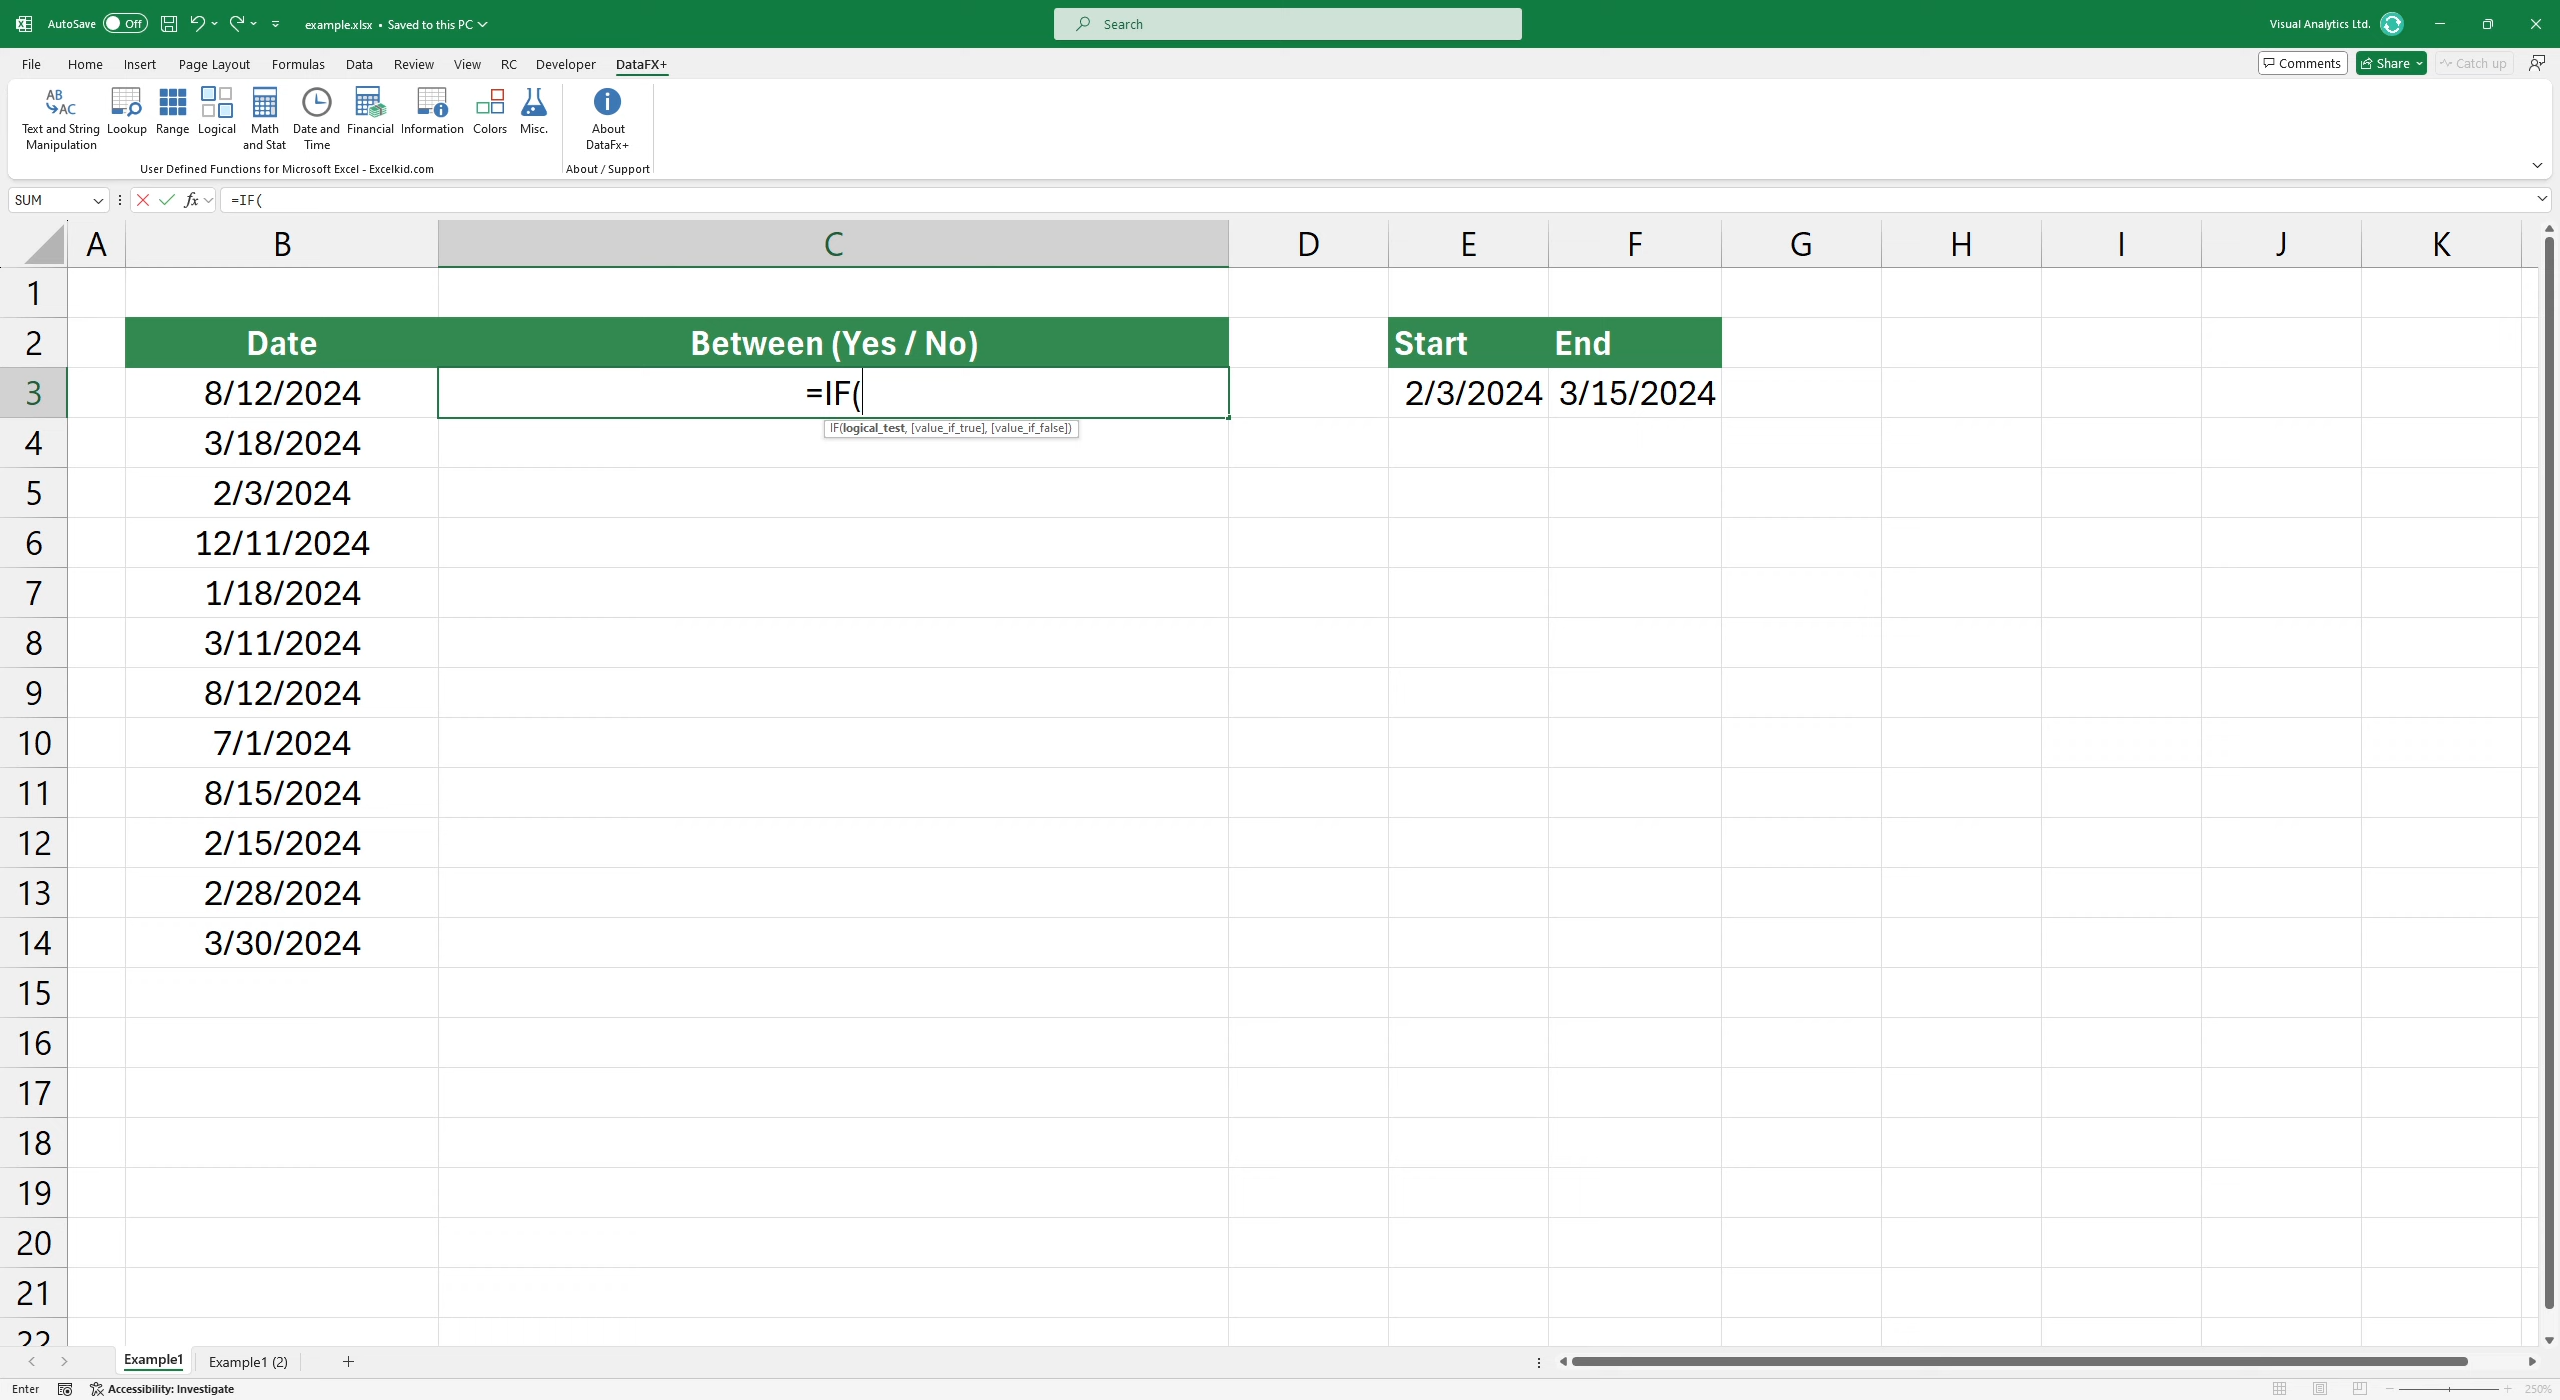 AutoSave Off example.xlsx • Saved to this PC Search Visual Analytics Ltd.
File Home Insert Page Layout Formulas Data Review View RC Developer DataFX+ Comments Share Catch up
AB AC
Text and String Manipulation Lookup Range Logical Math and Stat Date and Time Financial Information Colors Misc. About DataFx+
User Defined Functions for Microsoft Excel - Excelkid.com About / Support
SUM fx =IF(
A B C D E F G H I J K
1
2 Date Between (Yes / No) Start End
3 8/12/2024 =IF( 2/3/2024 3/15/2024
IF(logical_test, [value_if_true], [value_if_false])
4 3/18/2024
5 2/3/2024
6 12/11/2024
7 1/18/2024
8 3/11/2024
9 8/12/2024
10 7/1/2024
11 8/15/2024
12 2/15/2024
13 2/28/2024
14 3/30/2024
15
16
17
18
19
20
21
22
Example1 Example1 (2)
Enter Accessibility: Investigate 250%